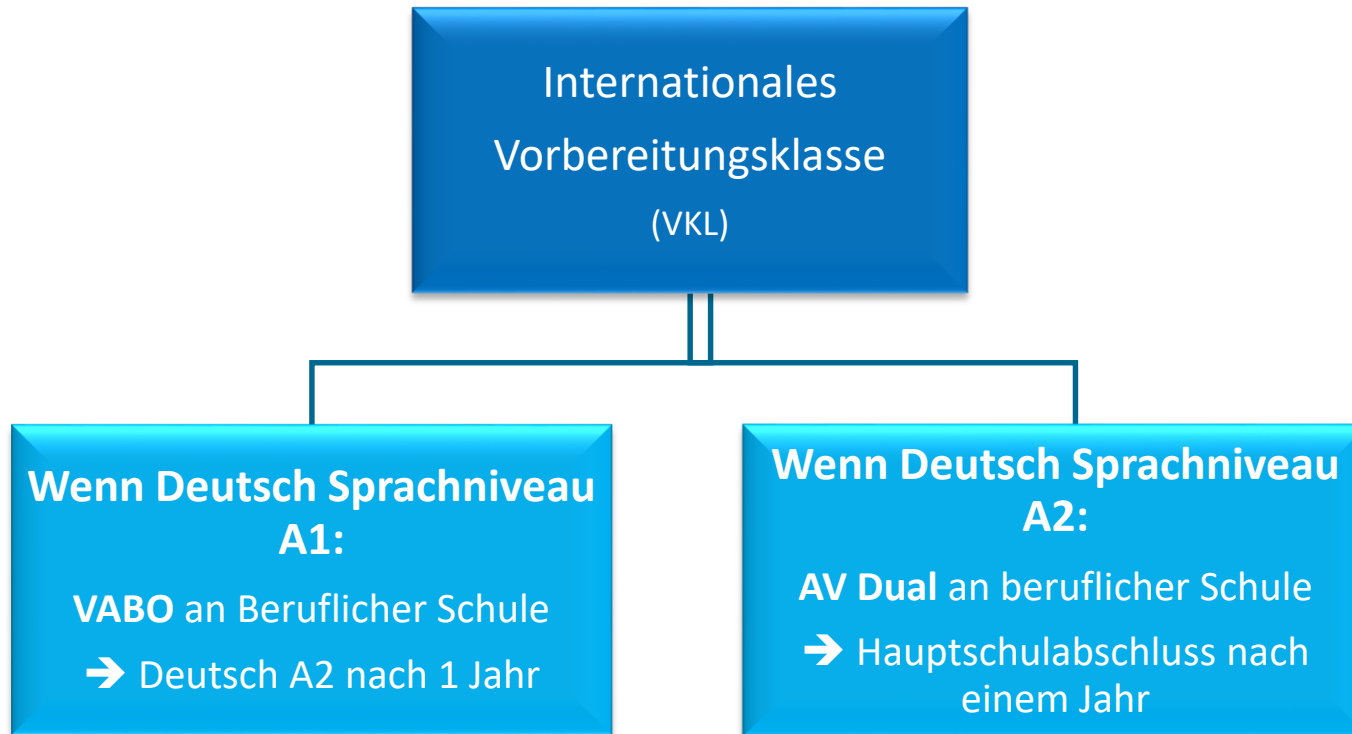 Internationales
Vorbereitungsklasse
(VKL)
Wenn Deutsch Sprachniveau
A1:
VABO an Beruflicher Schule
➔ Deutsch A2 nach 1 Jahr
Wenn Deutsch Sprachniveau
A2:
AV Dual an beruflicher Schule
➔ Hauptschulabschluss nach
einem Jahr